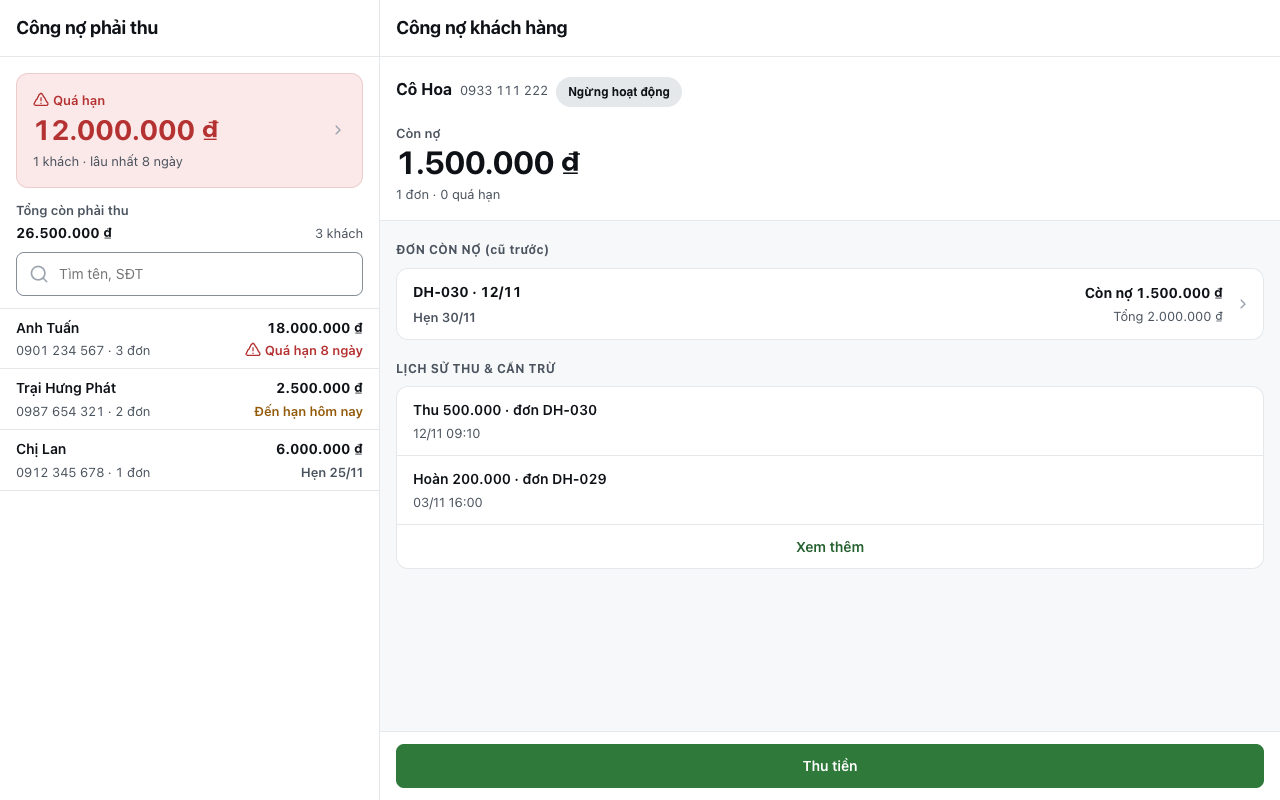 Công nợ phải thu
Quá hạn
12.000.000 ₫
1 khách · lâu nhất 8 ngày
Tổng còn phải thu
26.500.000 ₫ 3 khách
Tìm tên, SĐT
Anh Tuấn 18.000.000 ₫
0901 234 567 · 3 đơn Quá hạn 8 ngày
Trại Hưng Phát 2.500.000 ₫
0987 654 321 · 2 đơn Đến hạn hôm nay
Chị Lan 6.000.000 ₫
0912 345 678 · 1 đơn Hẹn 25/11
Công nợ khách hàng
Cô Hoa 0933 111 222 Ngừng hoạt động
Còn nợ
1.500.000 ₫
1 đơn · 0 quá hạn
ĐƠN CÒN NỢ (cũ trước)
DH-030 · 12/11 Còn nợ 1.500.000 ₫
Hẹn 30/11 Tổng 2.000.000 ₫
LỊCH SỬ THU & CẤN TRỪ
Thu 500.000 · đơn DH-030
12/11 09:10
Hoàn 200.000 · đơn DH-029
03/11 16:00
Xem thêm
Thu tiền